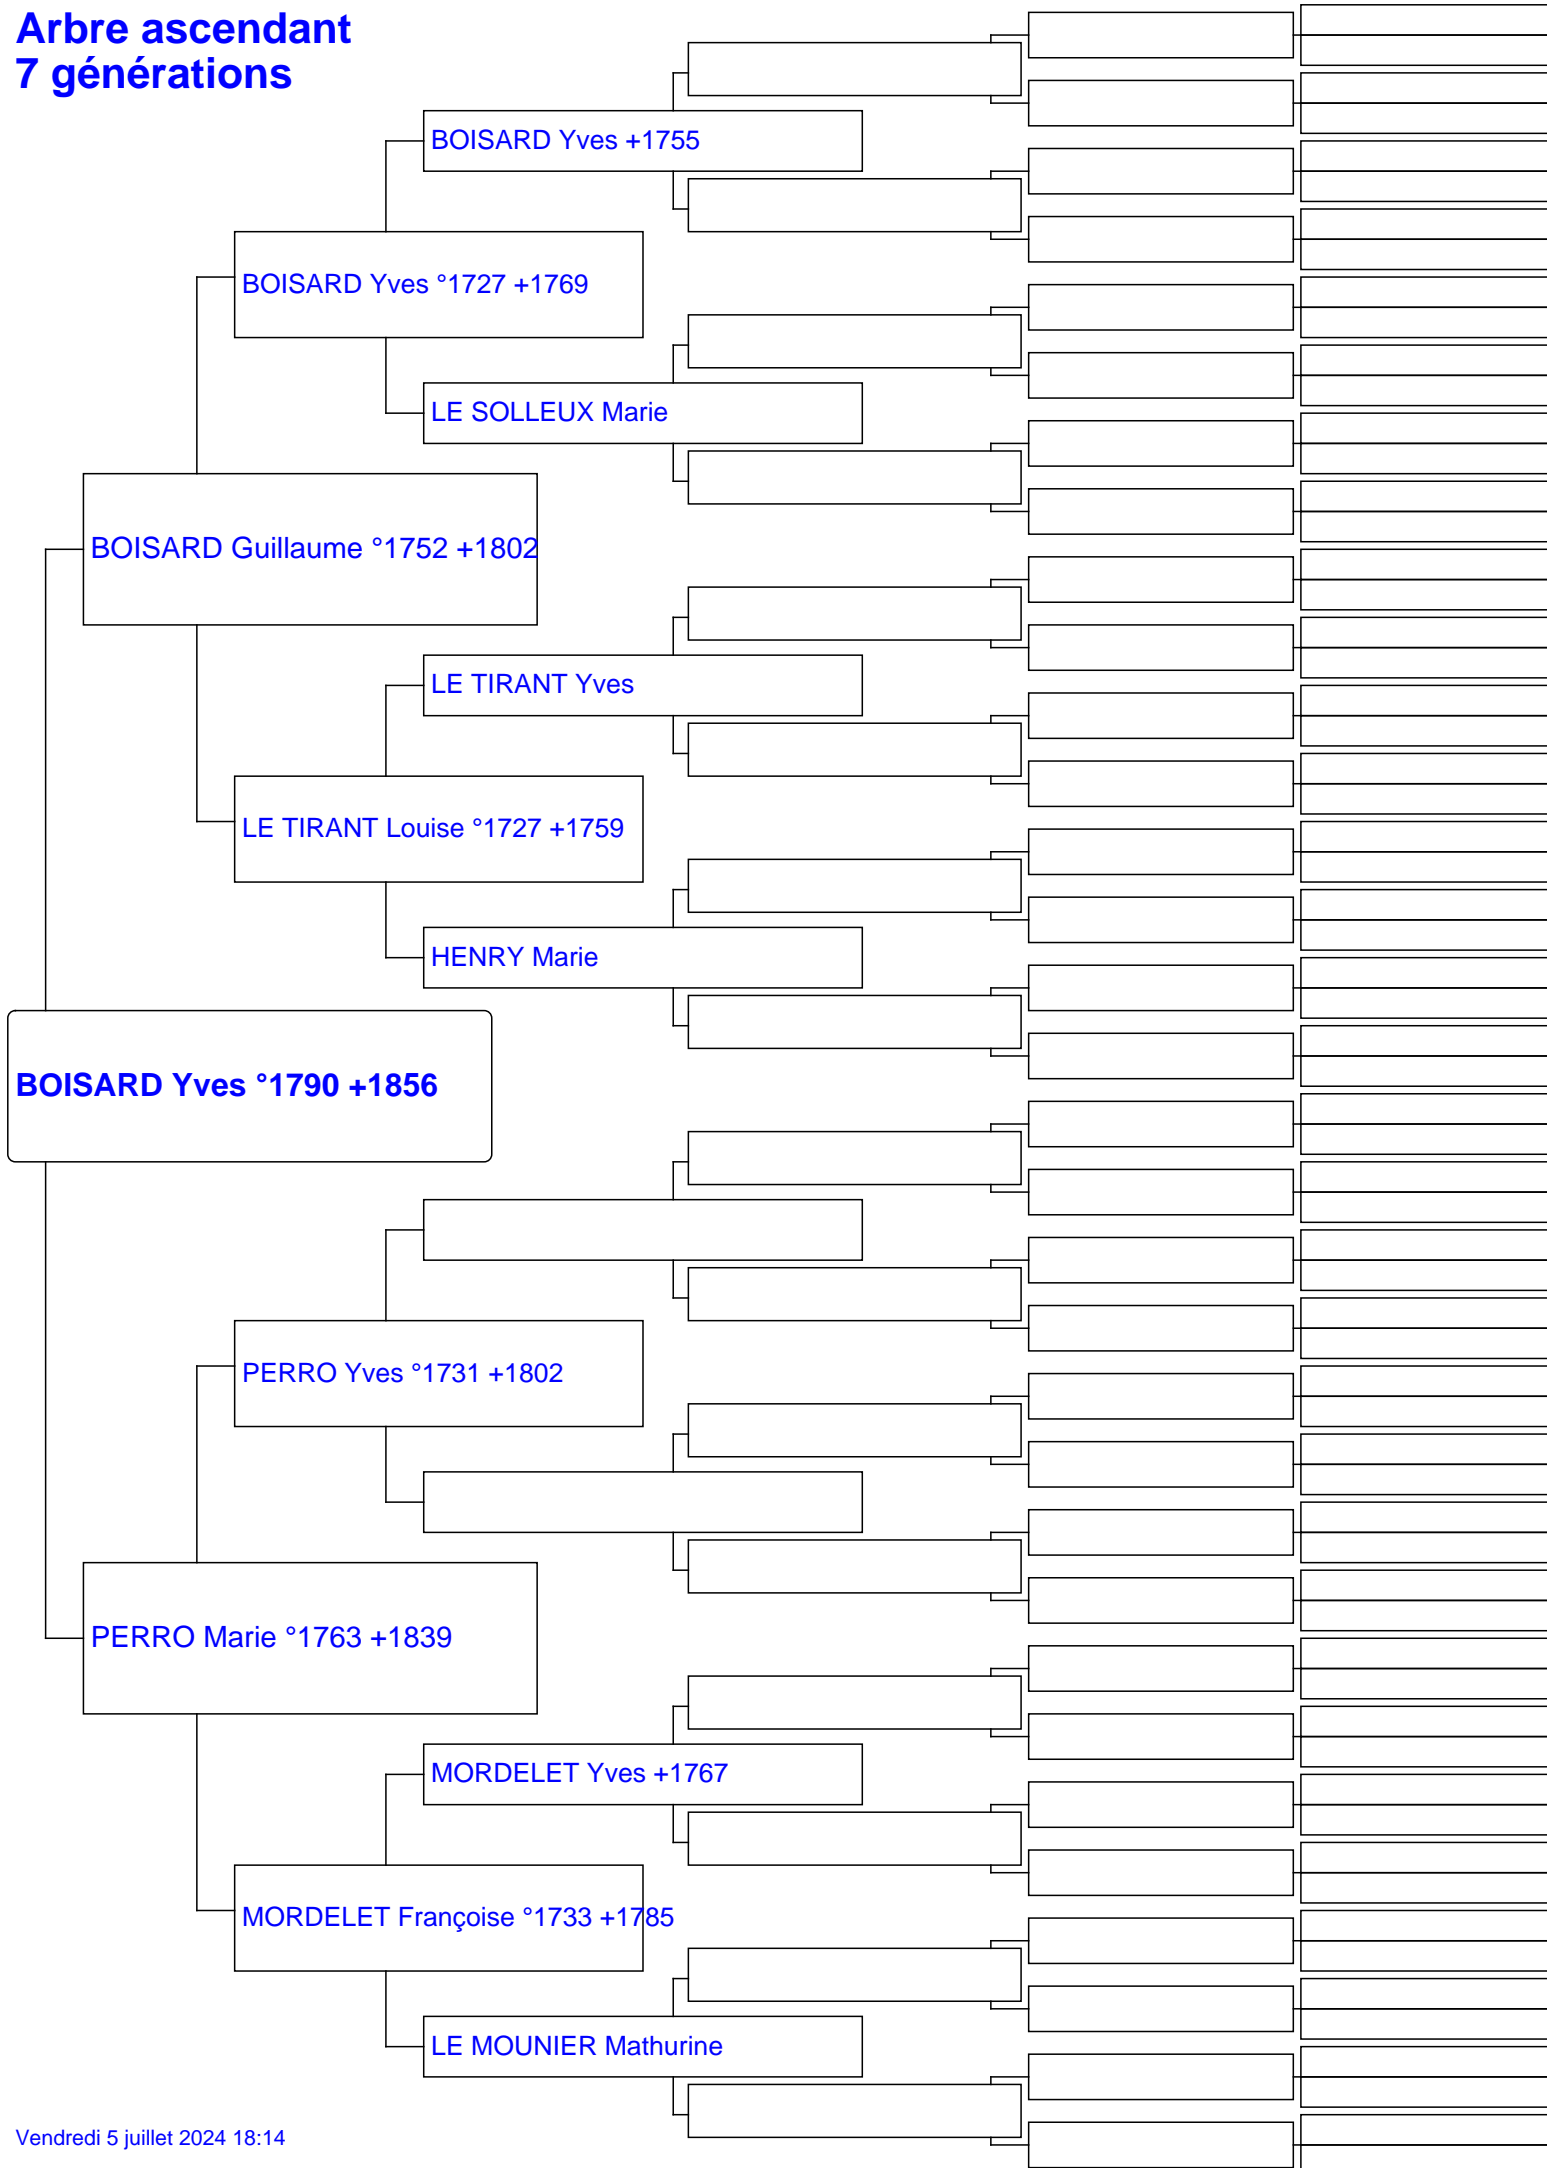 Arbre ascendant
7 générations
BOISARD Yves +1755
BOISARD Yves °1727 +1769
LE SOLLEUX Marie
BOISARD Guillaume °1752 +1802
LE TIRANT Yves
LE TIRANT Louise °1727 +1759
HENRY Marie
BOISARD Yves °1790 +1856
PERRO Yves °1731 +1802
PERRO Marie °1763 +1839
MORDELET Yves +1767
MORDELET Françoise °1733 +1785
LE MOUNIER Mathurine
Vendredi 5 juillet 2024 18:14